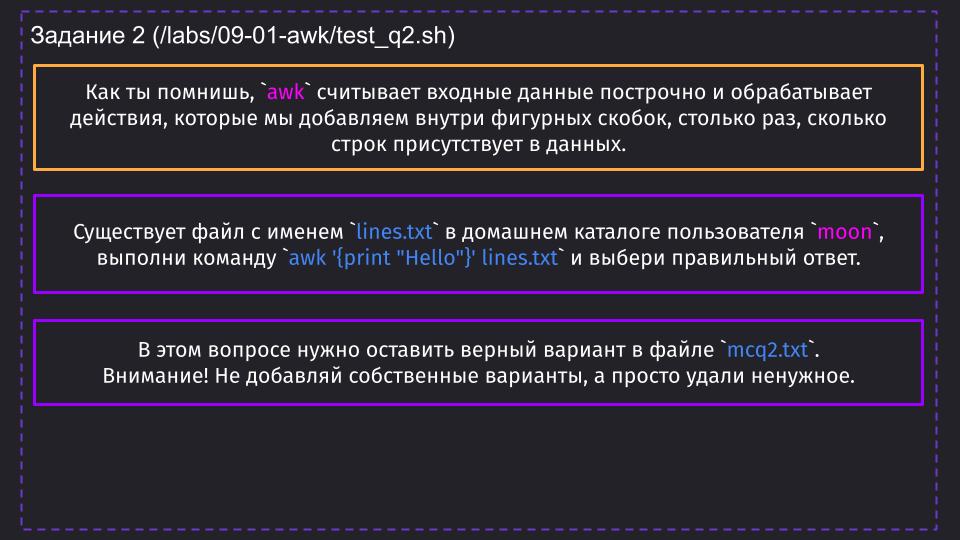 Задание 2 (/labs/09-01-awk/test_q2.sh)
Как ты помнишь, `awk` считывает входные данные построчно и обрабатывает
действия, которые мы добавляем внутри фигурных скобок, столько раз, сколько
строк присутствует в данных.
Существует файл с именем `lines.txt` в домашнем каталоге пользователя `moon`,
выполни команду `awk '{print "Hello"}' lines.txt` и выбери правильный ответ.
В этом вопросе нужно оставить верный вариант в файле `mcq2.txt`.
Внимание! Не добавляй собственные варианты, а просто удали ненужное.